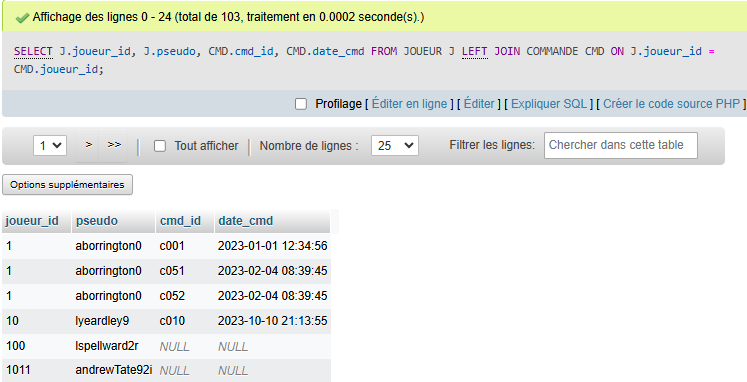 Affichage des lignes 0 - 24 (total de 103, traitement en 0.0002 seconde(s).)
SELECT J.joueur_id, J.pseudo, CMD.cmd_id, CMD.date_cmd FROM JOUEUR J LEFT JOIN COMMANDE CMD ON J.joueur_id =
CMD.joueur_id;
Profilage [ Éditer en ligne ] [ Éditer ] [ Expliquer SQL ] [ Créer le code source PHP ]
1 > >> Tout afficher Nombre de lignes : 25 Filtrer les lignes: Chercher dans cette table
Options supplémentaires
joueur_id pseudo cmd_id date_cmd
1 aborrington0 c001 2023-01-01 12:34:56
1 aborrington0 c051 2023-02-04 08:39:45
1 aborrington0 c052 2023-02-04 08:39:45
10 lyeardley9 c010 2023-10-10 21:13:55
100 lspellward2r NULL NULL
1011 andrewTate92i NULL NULL